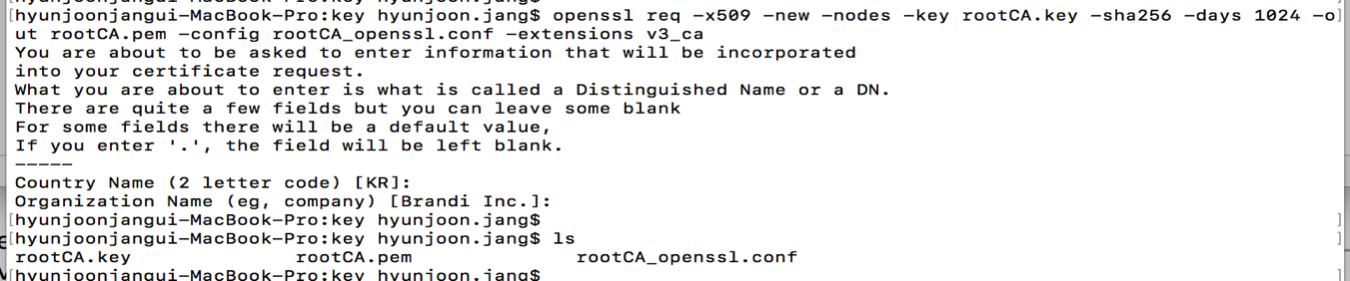 [hyunjoonjangui-MacBook-Pro:key hyunjoon.jang$ openssl req -x509 -new -nodes -key rootCA.key -sha256 -days 1024 -o]
ut rootCA.pem -config rootCA_openssl.conf -extensions v3_ca
You are about to be asked to enter information that will be incorporated
into your certificate request.
What you are about to enter is what is called a Distinguished Name or a DN.
There are quite a few fields but you can leave some blank
For some fields there will be a default value,
If you enter '.', the field will be left blank.
-----
Country Name (2 letter code) [KR]:
Organization Name (eg, company) [Brandi Inc.]:
[hyunjoonjangui-MacBook-Pro:key hyunjoon.jang$ ]
[hyunjoonjangui-MacBook-Pro:key hyunjoon.jang$ ls ]
rootCA.key rootCA.pem rootCA_openssl.conf
[hyunjoonjangui-MacBook-Pro:key hyunjoon.jang$ ]